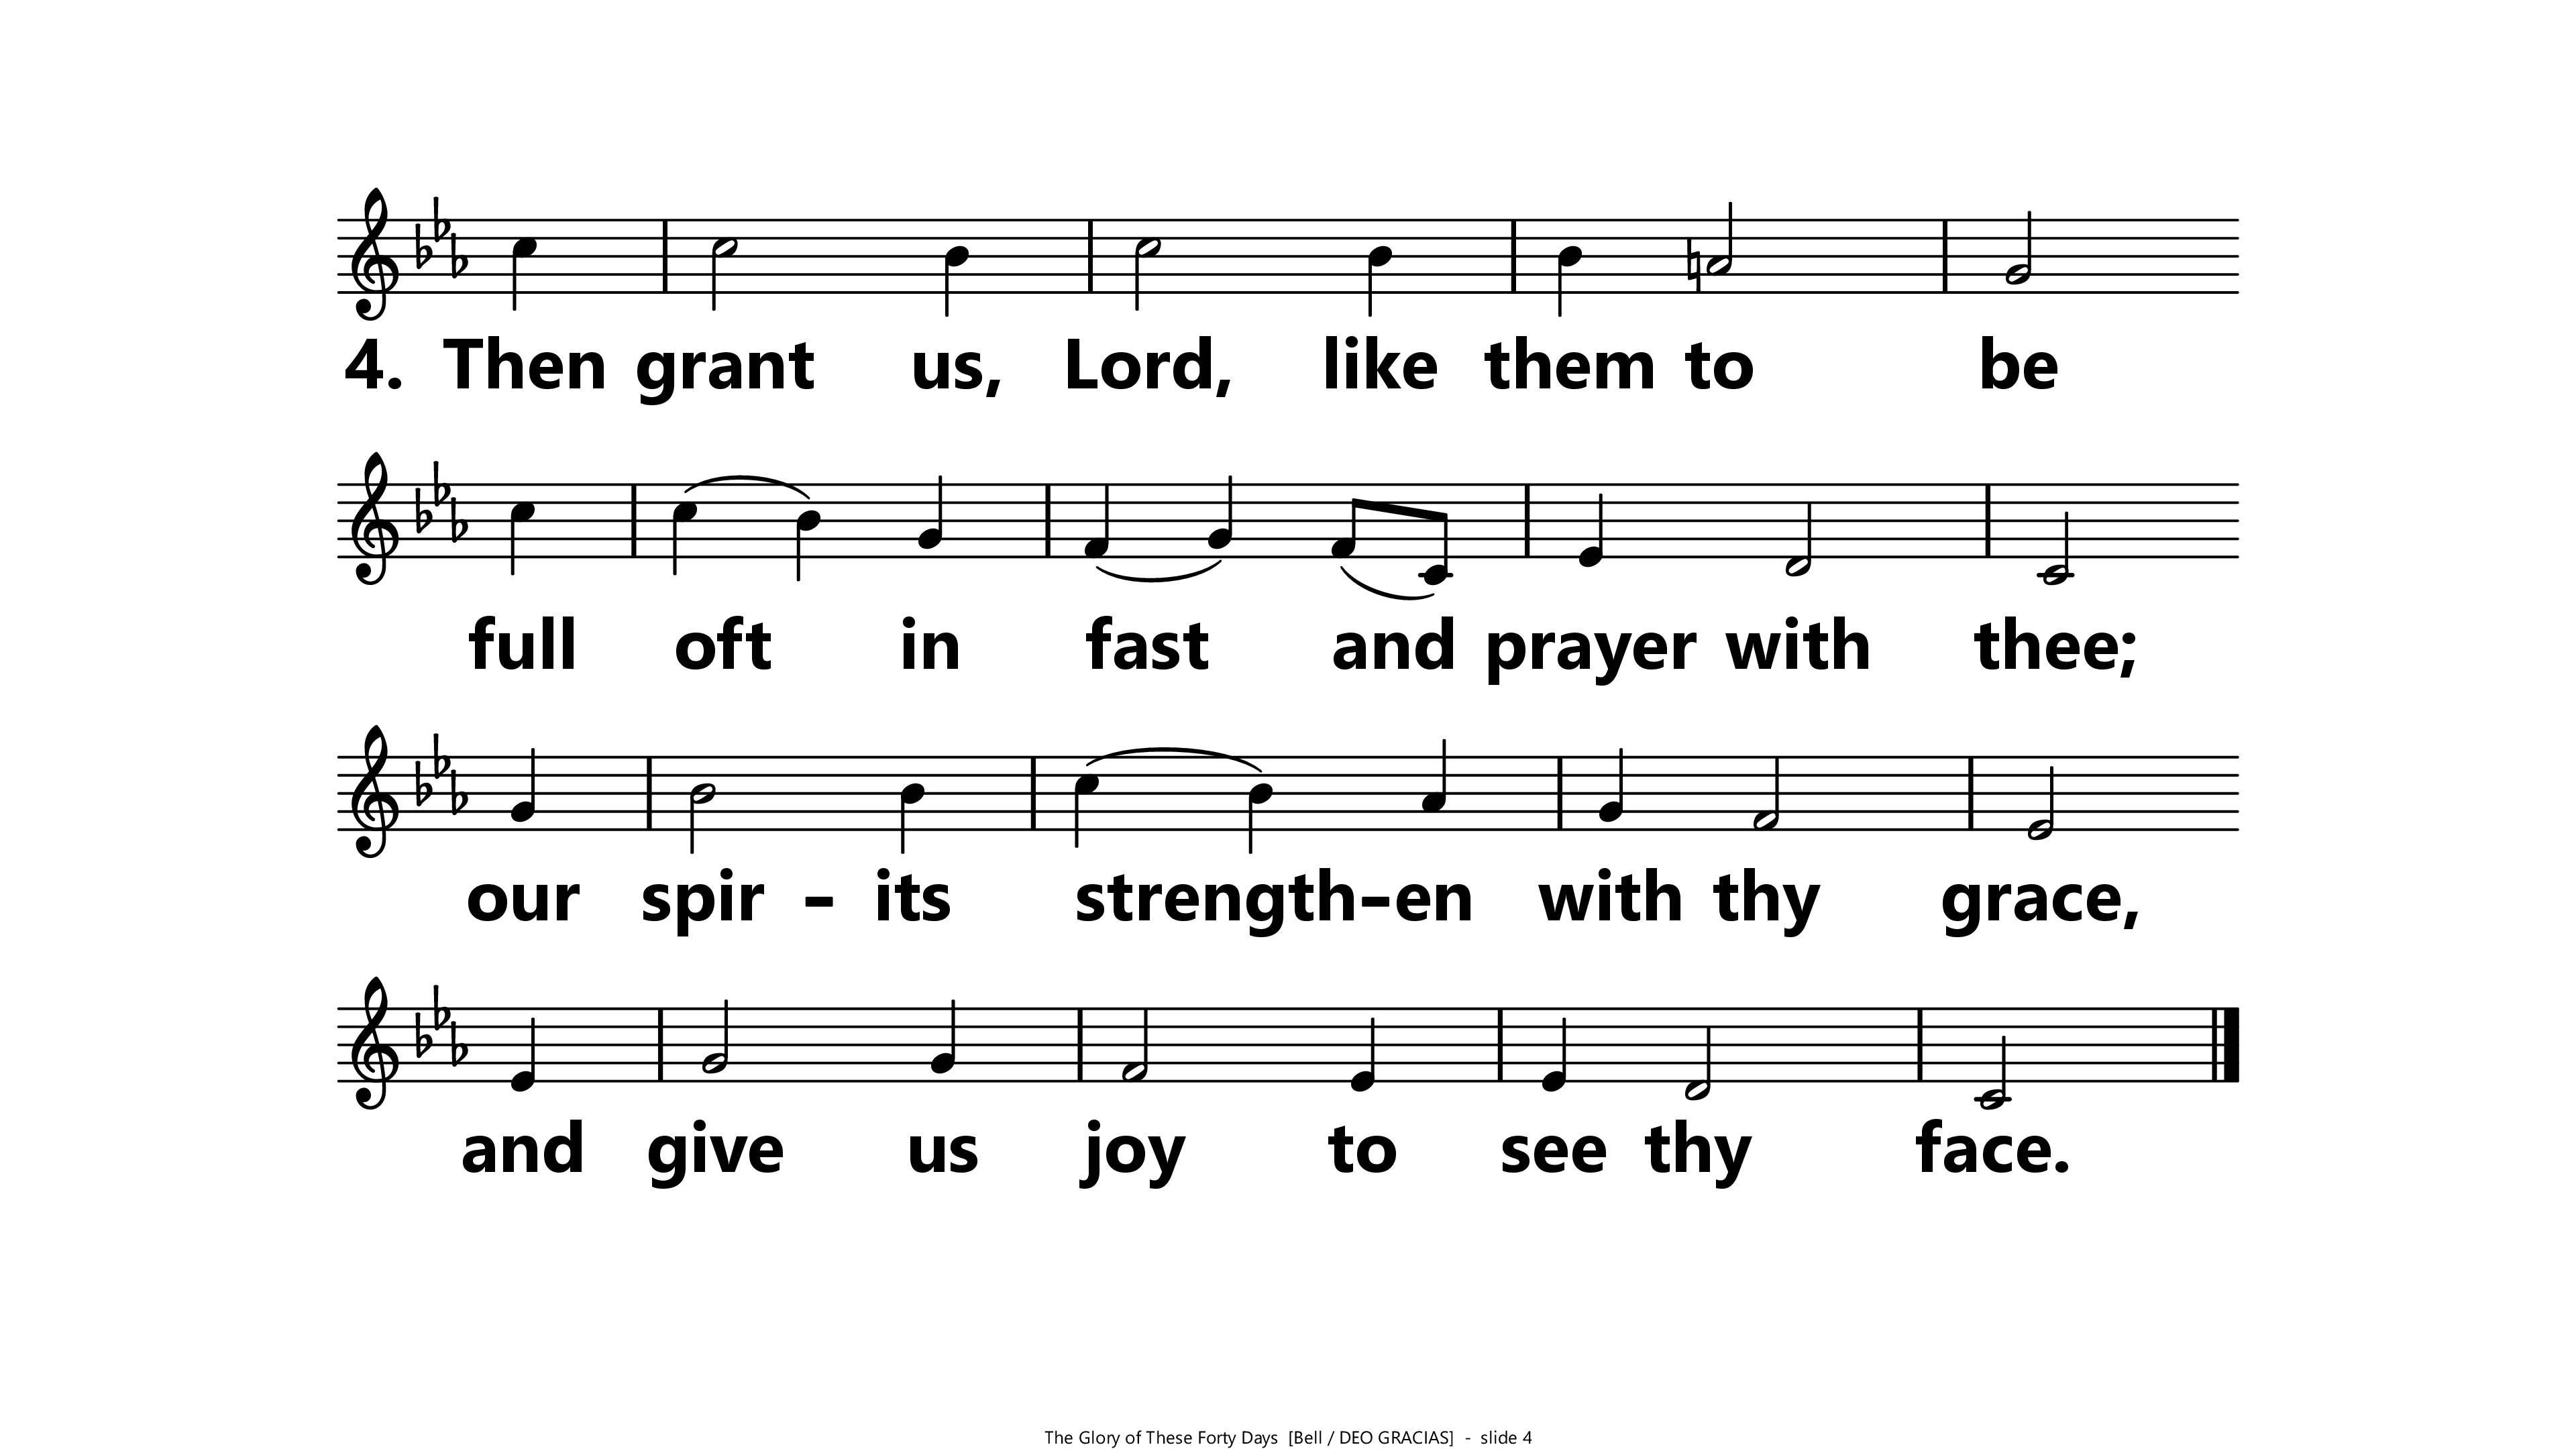 4. Then grant us, Lord, like them to be
full oft in fast and prayer with thee;
our spir - its strength-en with thy grace,
and give us joy to see thy face.
The Glory of These Forty Days [Bell / DEO GRACIAS] - slide 4